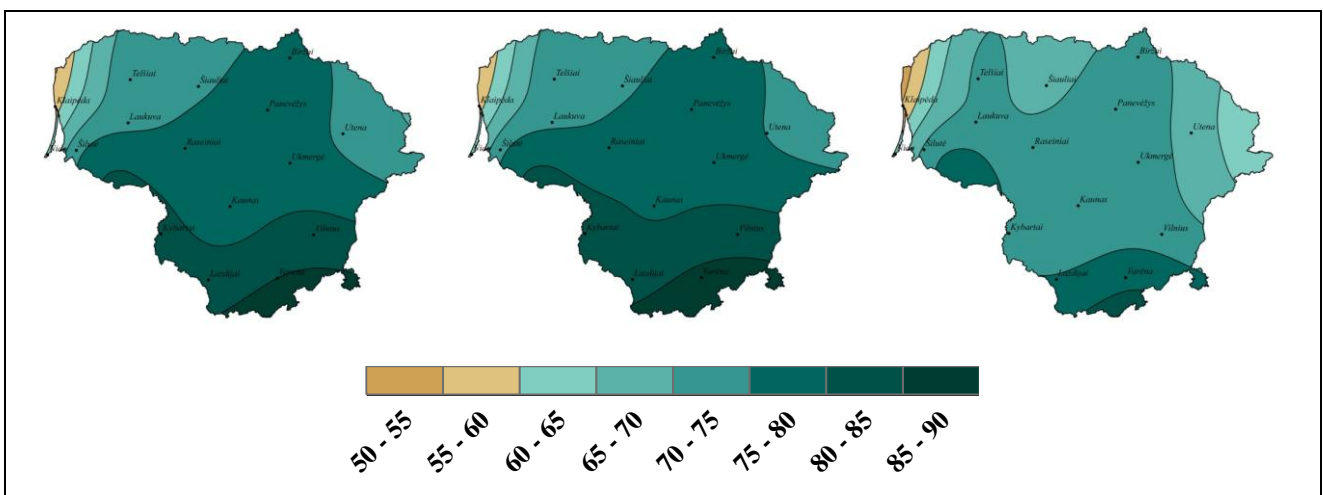 Biržai
Telšiai
Šiauliai
Panevėžys
Klaipėda
Laukuva
Utena
Šilutė
Raseiniai
Ukmergė
Kaunas
Kybartai
Vilnius
Lazdijai
Varėna
Biržai
Telšiai
Šiauliai
Panevėžys
Klaipėda
Laukuva
Utena
Šilutė
Raseiniai
Ukmergė
Kaunas
Kybartai
Vilnius
Lazdijai
Varėna
Biržai
Telšiai
Šiauliai
Panevėžys
Klaipėda
Laukuva
Utena
Šilutė
Raseiniai
Ukmergė
Kaunas
Kybartai
Vilnius
Lazdijai
Varėna
50 - 55
55 - 60
60 - 65
65 - 70
70 - 75
75 - 80
80 - 85
85 - 90